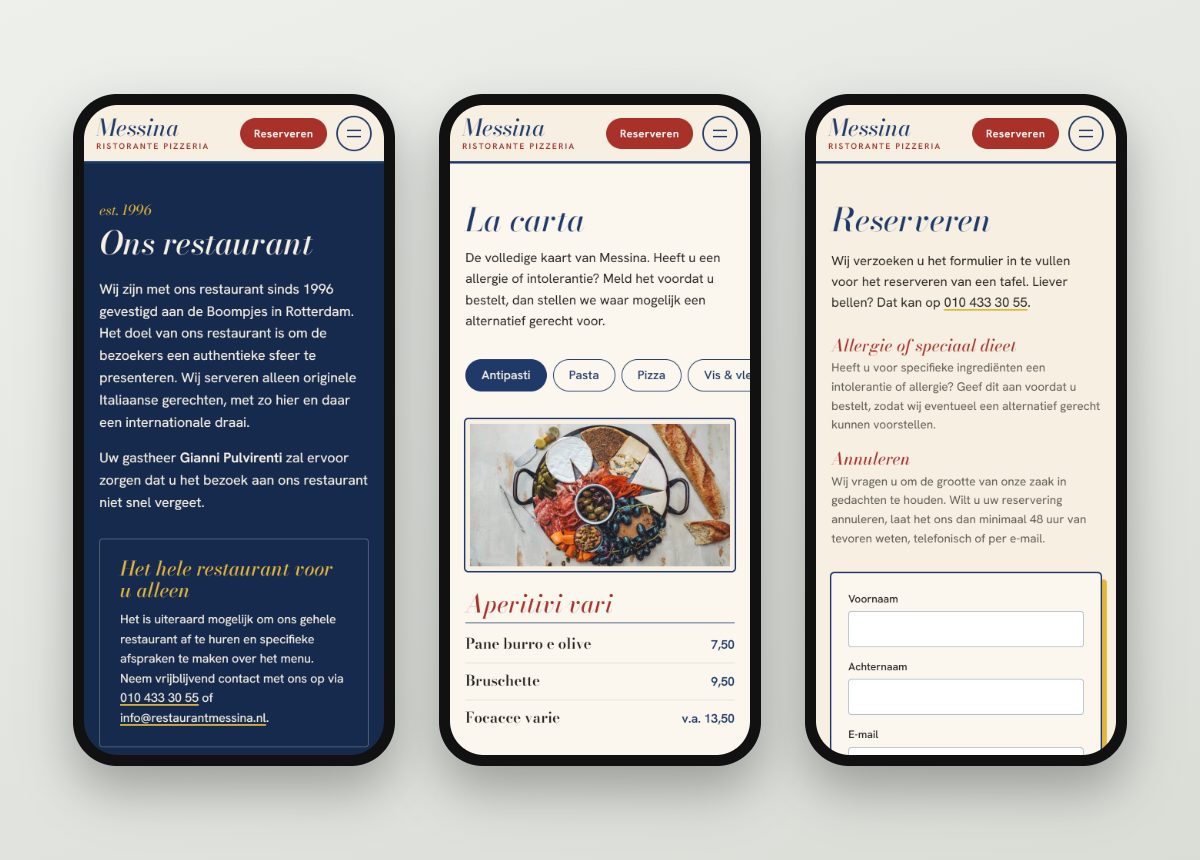 Messina
RISTORANTE PIZZERIA
Reserveren
est. 1996
Ons restaurant
Wij zijn met ons restaurant sinds 1996
gevestigd aan de Boompjes in Rotterdam.
Het doel van ons restaurant is om de
bezoekers een authentieke sfeer te
presenteren. Wij serveren alleen originele
Italiaanse gerechten, met zo hier en daar
een internationale draai.
Uw gastheer Gianni Pulvirenti zal ervoor
zorgen dat u het bezoek aan ons restaurant
niet snel vergeet.
Het hele restaurant voor
u alleen
Het is uiteraard mogelijk om ons gehele
restaurant af te huren en specifieke
afspraken te maken over het menu.
Neem vrijblijvend contact met ons op via
010 433 30 55 of
info@restaurantmessina.nl.
Messina
RISTORANTE PIZZERIA
Reserveren
La carta
De volledige kaart van Messina. Heeft u een
allergie of intolerantie? Meld het voordat u
bestelt, dan stellen we waar mogelijk een
alternatief gerecht voor.
Antipasti
Pasta
Pizza
Vis & vle
Aperitivi vari
Pane burro e olive 7,50
Bruschette 9,50
Focacce varie v.a. 13,50
Messina
RISTORANTE PIZZERIA
Reserveren
Reserveren
Wij verzoeken u het formulier in te vullen
voor het reserveren van een tafel. Liever
bellen? Dat kan op 010 433 30 55.
Allergie of speciaal dieet
Heeft u voor specifieke ingrediënten een
intolerantie of allergie? Geef dit aan voordat u
bestelt, zodat wij eventueel een alternatief gerecht
kunnen voorstellen.
Annuleren
Wij vragen u om de grootte van onze zaak in
gedachten te houden. Wilt u uw reservering
annuleren, laat het ons dan minimaal 48 uur van
tevoren weten, telefonisch of per e-mail.
Voornaam
Achternaam
E-mail